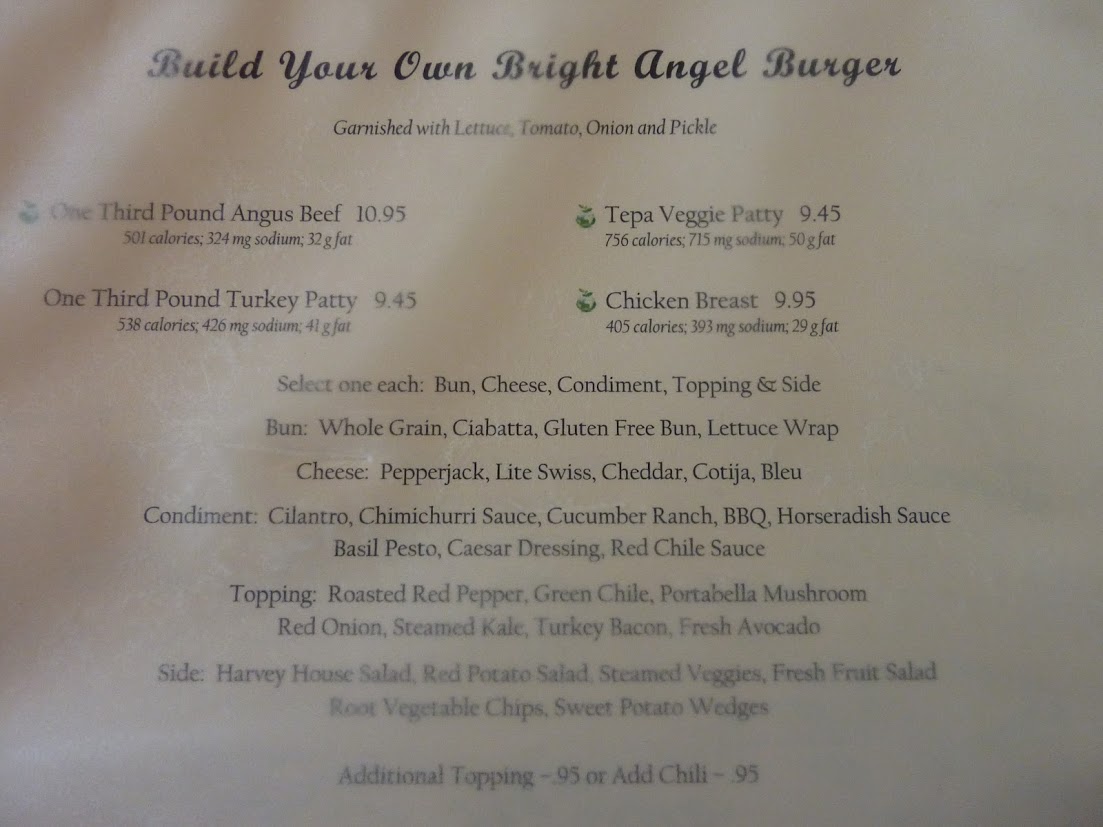 Build Your Own Bright Angel Burger
Garnished with Lettuce, Tomato, Onion and Pickle
One Third Pound Angus Beef 10.95
501 calories; 324 mg sodium; 32 g fat
Tepa Veggie Patty 9.45
756 calories; 715 mg sodium; 50 g fat
One Third Pound Turkey Patty 9.45
538 calories; 426 mg sodium; 41 g fat
Chicken Breast 9.95
405 calories; 393 mg sodium; 29 g fat
Select one each: Bun, Cheese, Condiment, Topping & Side
Bun: Whole Grain, Ciabatta, Gluten Free Bun, Lettuce Wrap
Cheese: Pepperjack, Lite Swiss, Cheddar, Cotija, Bleu
Condiment: Cilantro, Chimichurri Sauce, Cucumber Ranch, BBQ, Horseradish Sauce
Basil Pesto, Caesar Dressing, Red Chile Sauce
Topping: Roasted Red Pepper, Green Chile, Portabella Mushroom
Red Onion, Steamed Kale, Turkey Bacon, Fresh Avocado
Side: Harvey House Salad, Red Potato Salad, Steamed Veggies, Fresh Fruit Salad
Root Vegetable Chips, Sweet Potato Wedges
Additional Topping – .95 or Add Chili – .95